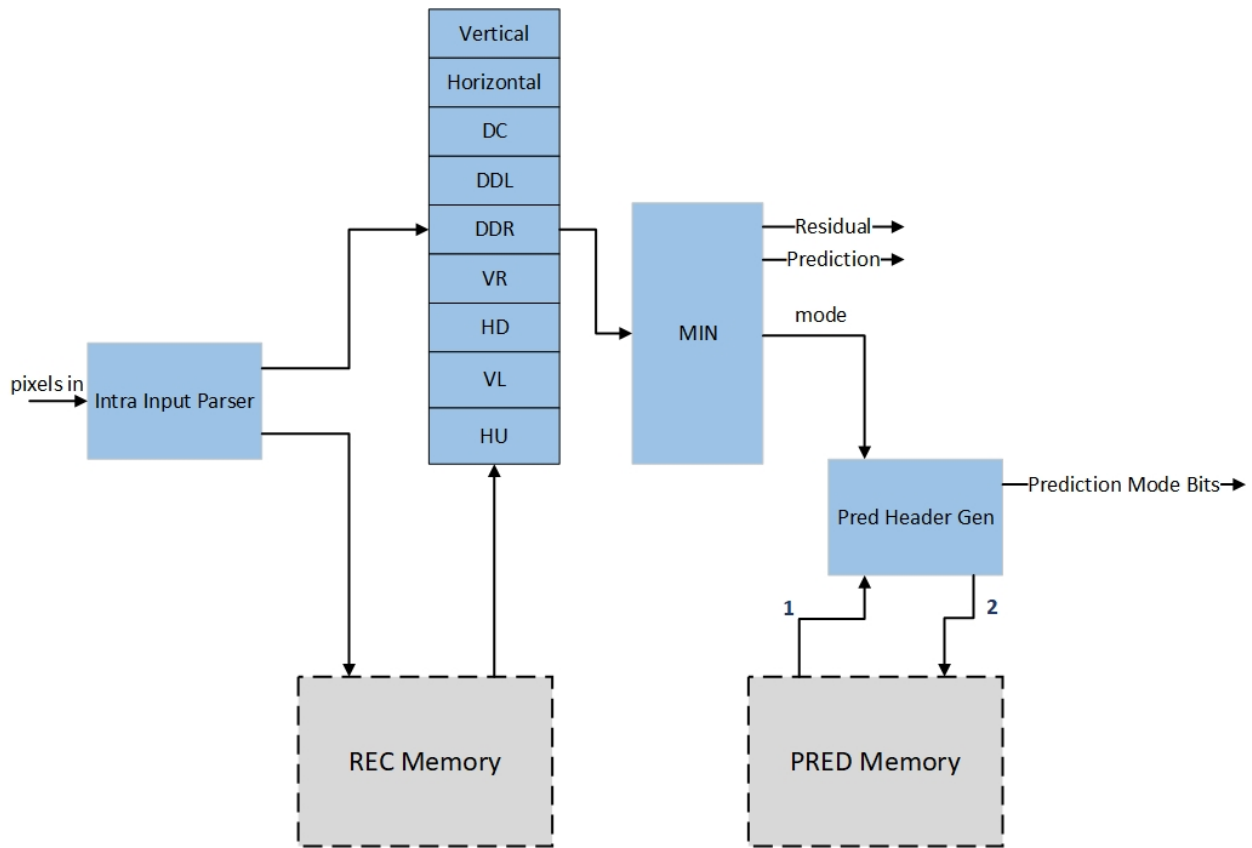 Vertical
Horizontal
DC
DDL
DDR
VR
HD
VL
HU
pixels in
Intra Input Parser
MIN
Residual
Prediction
mode
Pred Header Gen
Prediction Mode Bits
1
2
REC Memory
PRED Memory